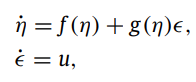 η̇ = f(η) + g(η)ϵ,
ϵ̇ = u,